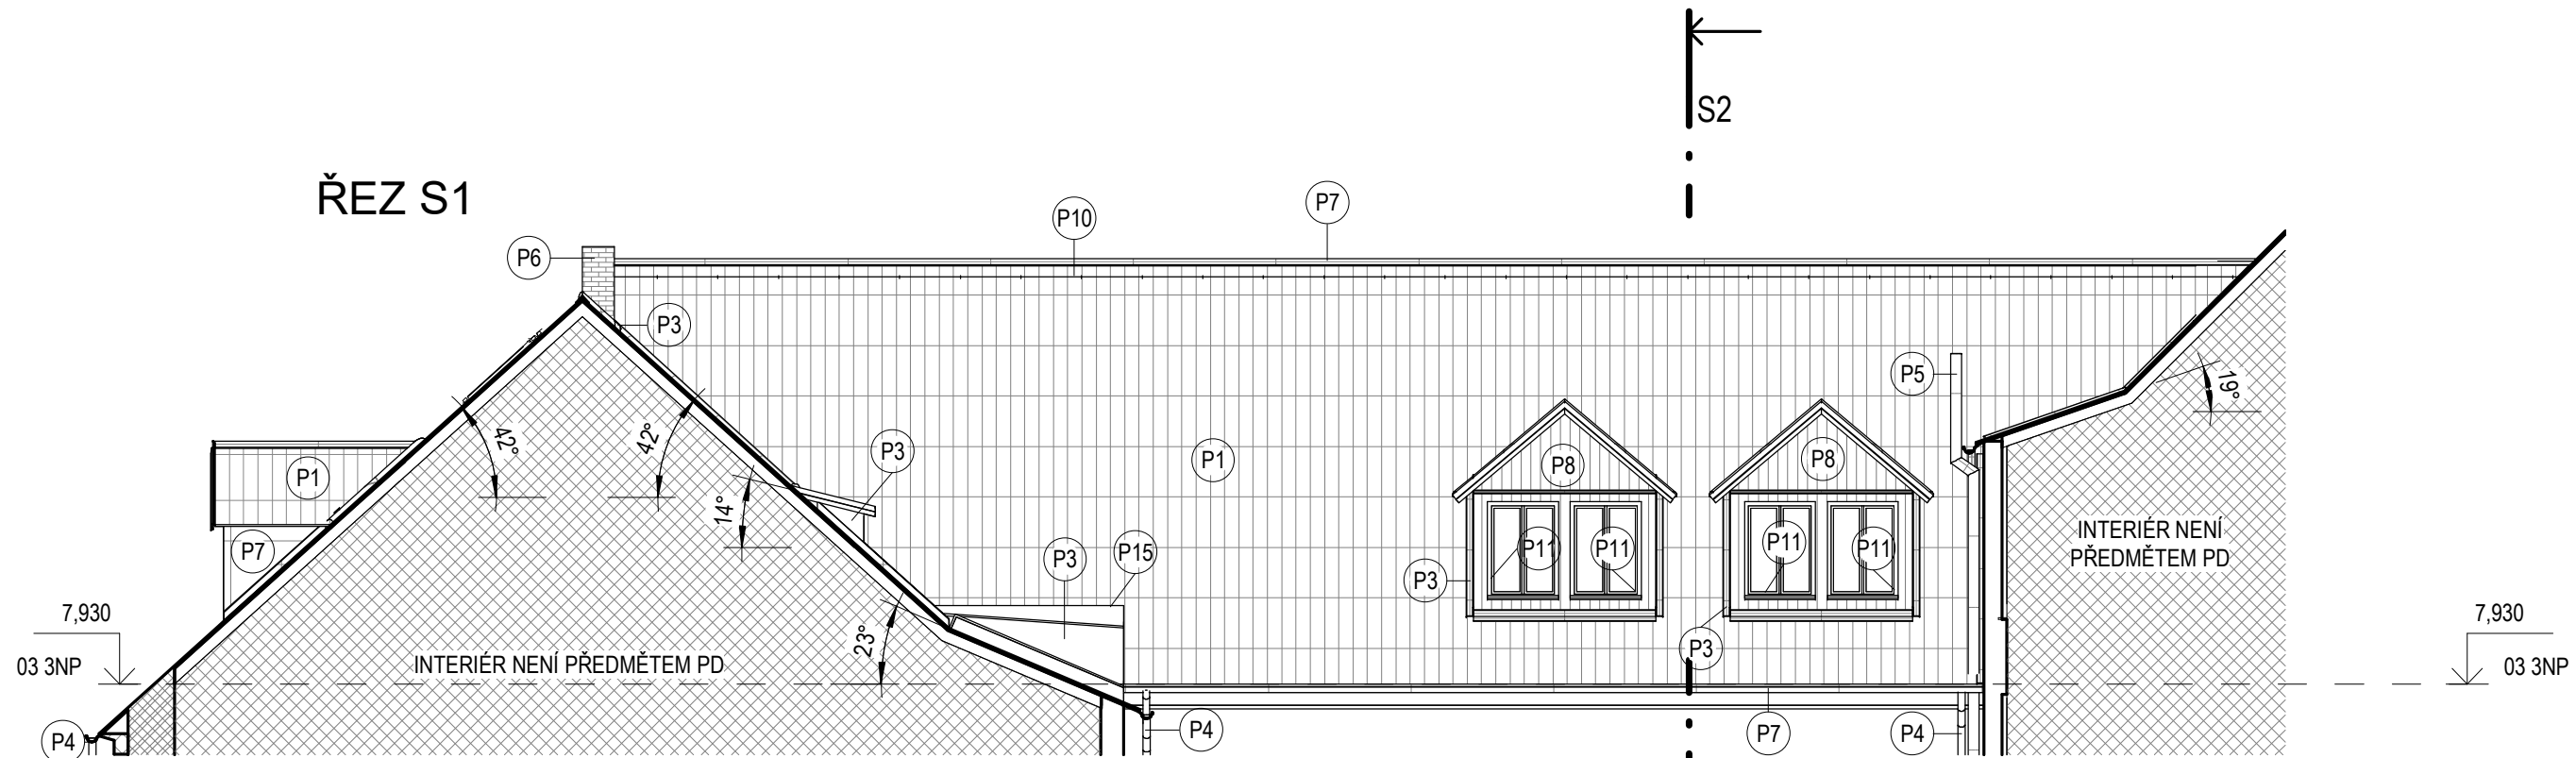 S2
ŘEZ S1
P7
P10
P6
P3
P5
19°
42°
42°
P3
P1
P8
P8
P1
14°
P11
P11
P11
P11
INTERIÉR NENÍ
PŘEDMĚTEM PD
P7
P3
P15
P3
7,930
7,930
23°
P3
INTERIÉR NENÍ PŘEDMĚTEM PD
03 3NP
03 3NP
P4
P4
P7
P4